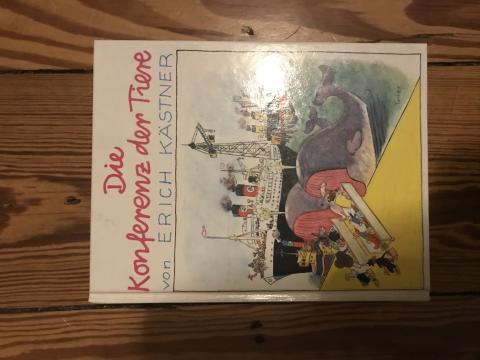 Die
Konferenz der Tiere
von ERICH KÄSTNER